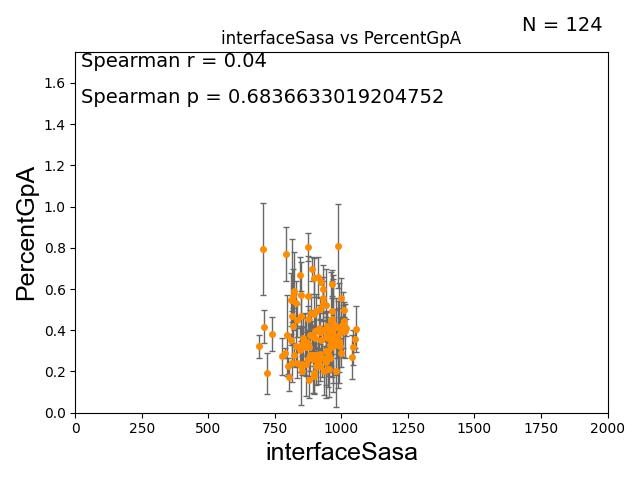 N = 124
interfaceSasa vs PercentGpA
Spearman r = 0.04
Spearman p = 0.6836633019204752
PercentGpA
1.6
1.4
1.2
1.0
0.8
0.6
0.4
0.2
0.0
0 250 500 750 1000 1250 1500 1750 2000
interfaceSasa